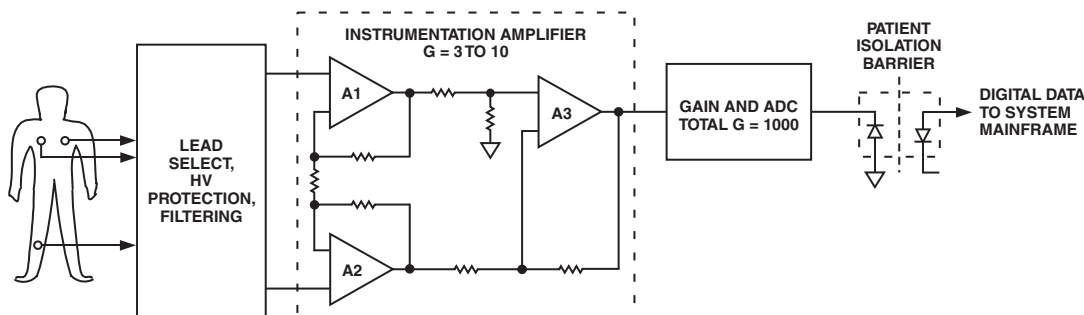 INSTRUMENTATION AMPLIFIER
G = 3 TO 10
PATIENT
ISOLATION
BARRIER
A1
A3
GAIN AND ADC
TOTAL G = 1000
DIGITAL DATA
TO SYSTEM
MAINFRAME
LEAD
SELECT,
HV
PROTECTION,
FILTERING
A2